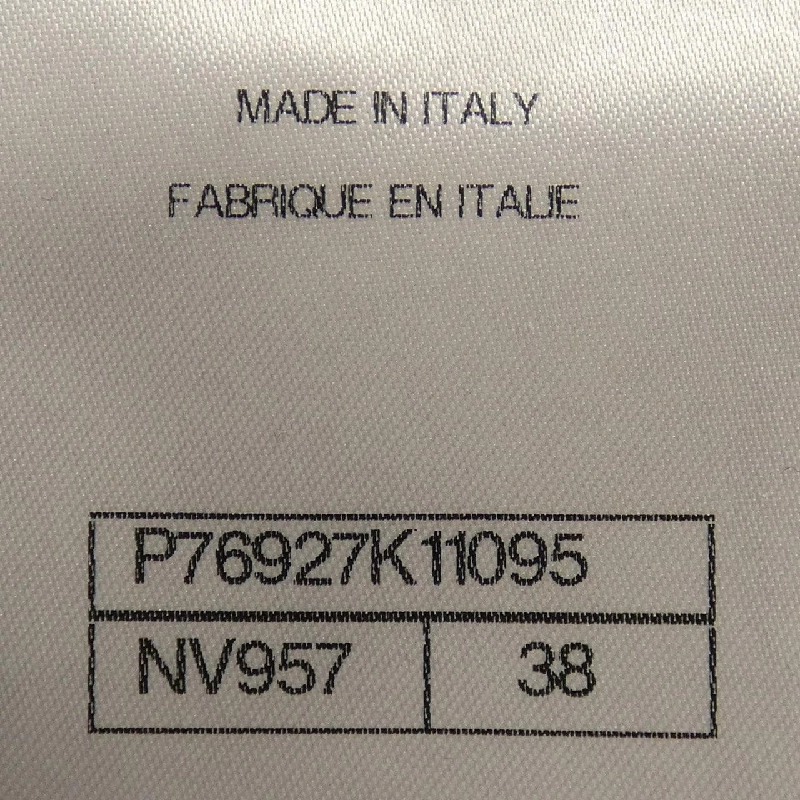 MADE IN ITALY
FABRIQUE EN ITALIE
P76927K11095
NV957 38